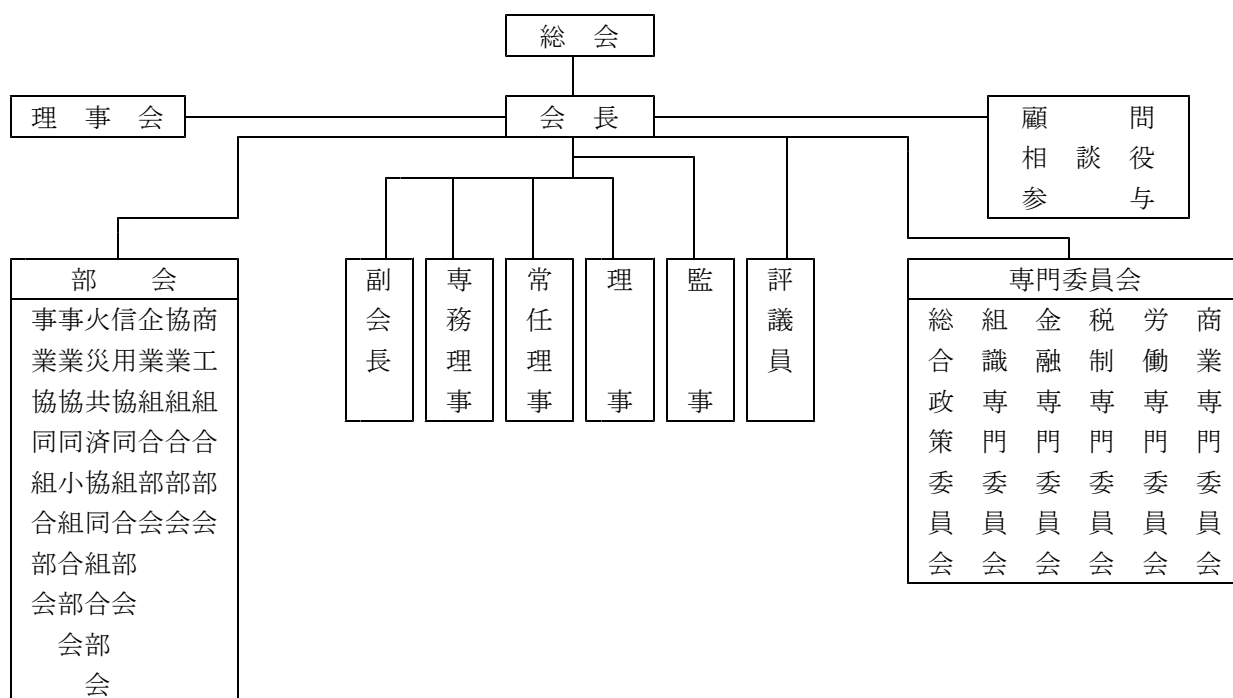 総会
理事会
会長
顧問
相談役
参与
部会
事業協同組合部会
事業協同小組合部会
火災共済協同組合部会
信用協同組合部会
企業組合部会
協業組合部会
商工組合部会
副会長
専務理事
常任理事
理事
監事
評議員
専門委員会
総合政策委員会
組識専門委員会
金融専門委員会
税制専門委員会
労働専門委員会
商業専門委員会